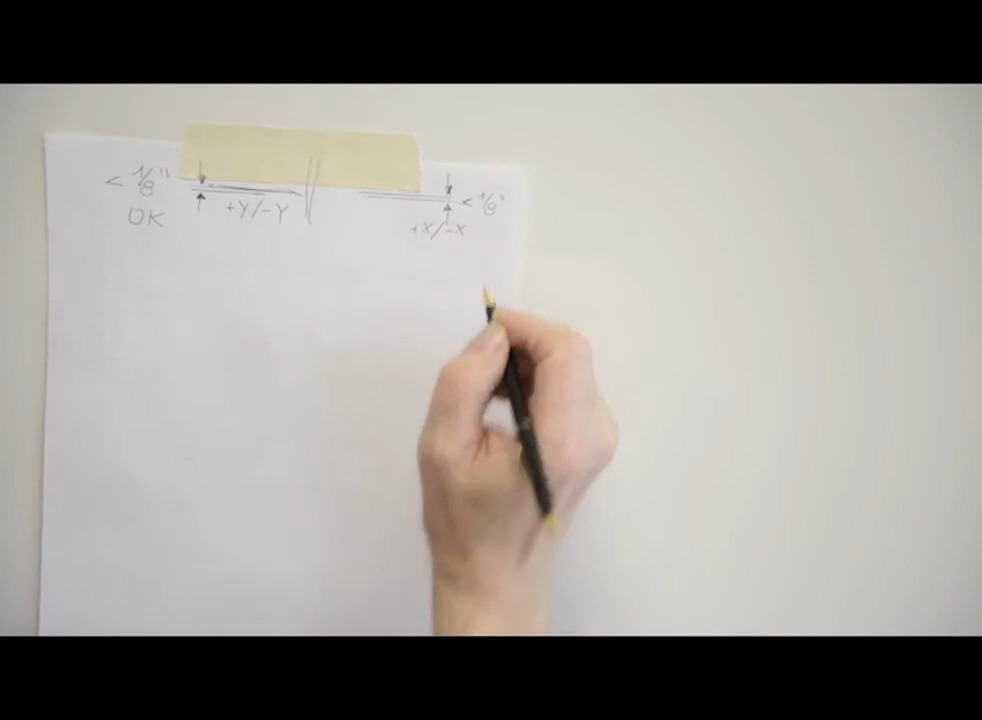 < 1/8"
OK
+Y/-Y
< 1/8"
+X/-X